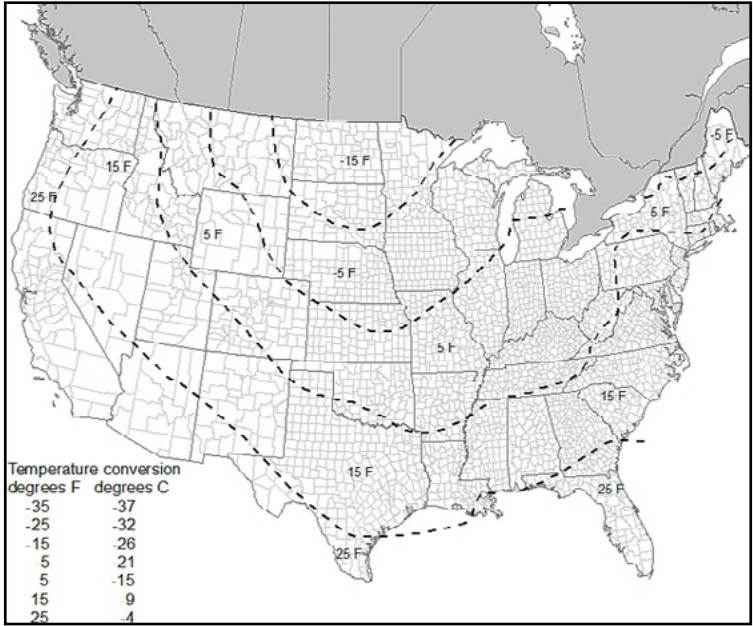 -5 F
-15 F
15 F
25 F
5 F
5 F
-5 F
5 F
15 F
15 F
25 F
25 F
Temperature conversion
degrees F degrees C
-35 -37
-25 -32
-15 -26
-5 21
5 -15
15 9
25 -4